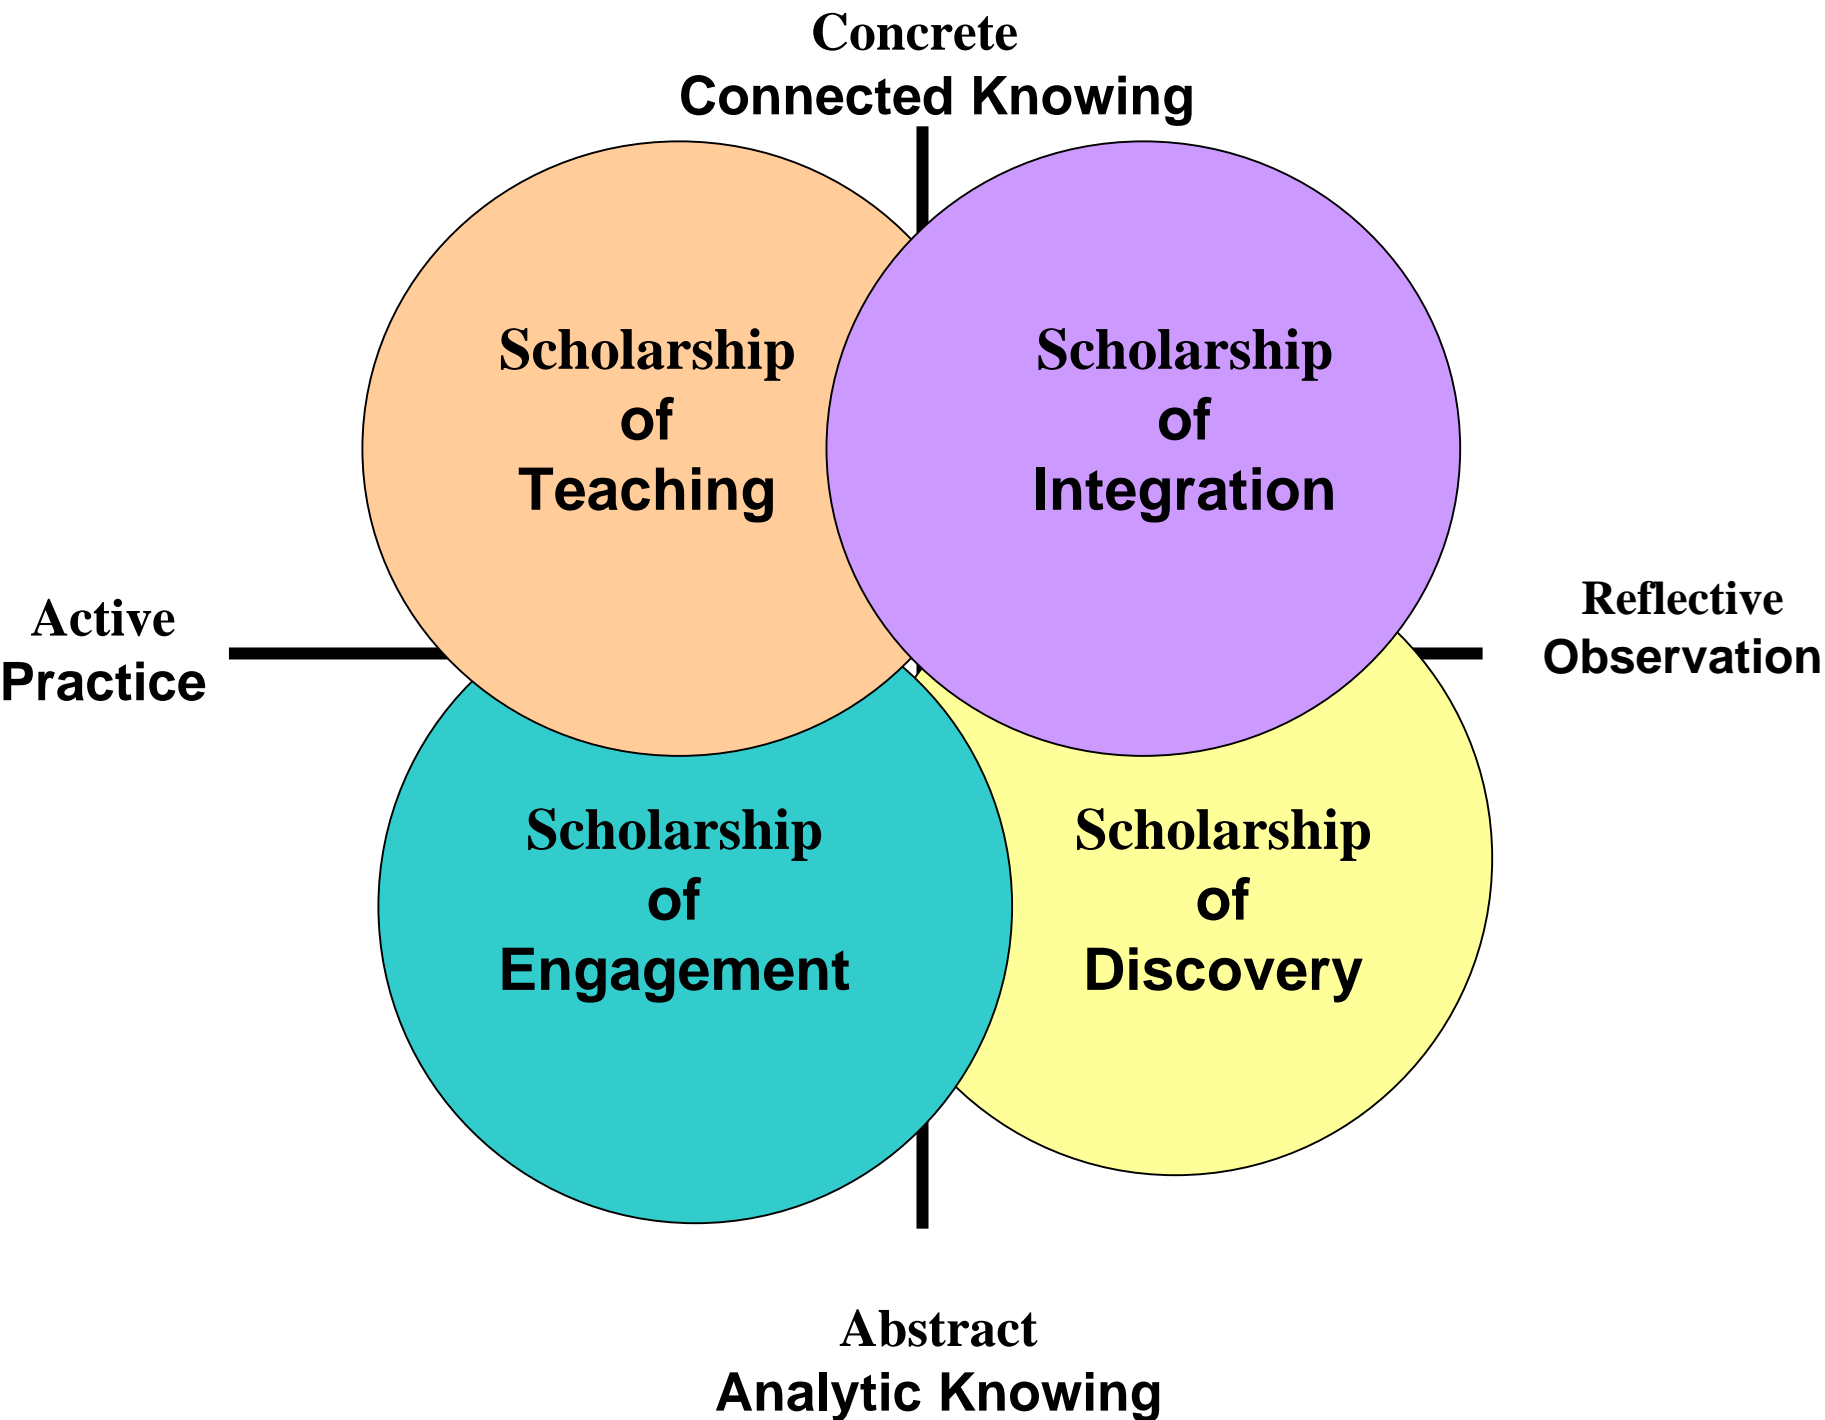 Concrete
Connected Knowing
Scholarship
of
Teaching
Scholarship
of
Integration
Active
Practice
Reflective
Observation
Scholarship
of
Engagement
Scholarship
of
Discovery
Abstract
Analytic Knowing